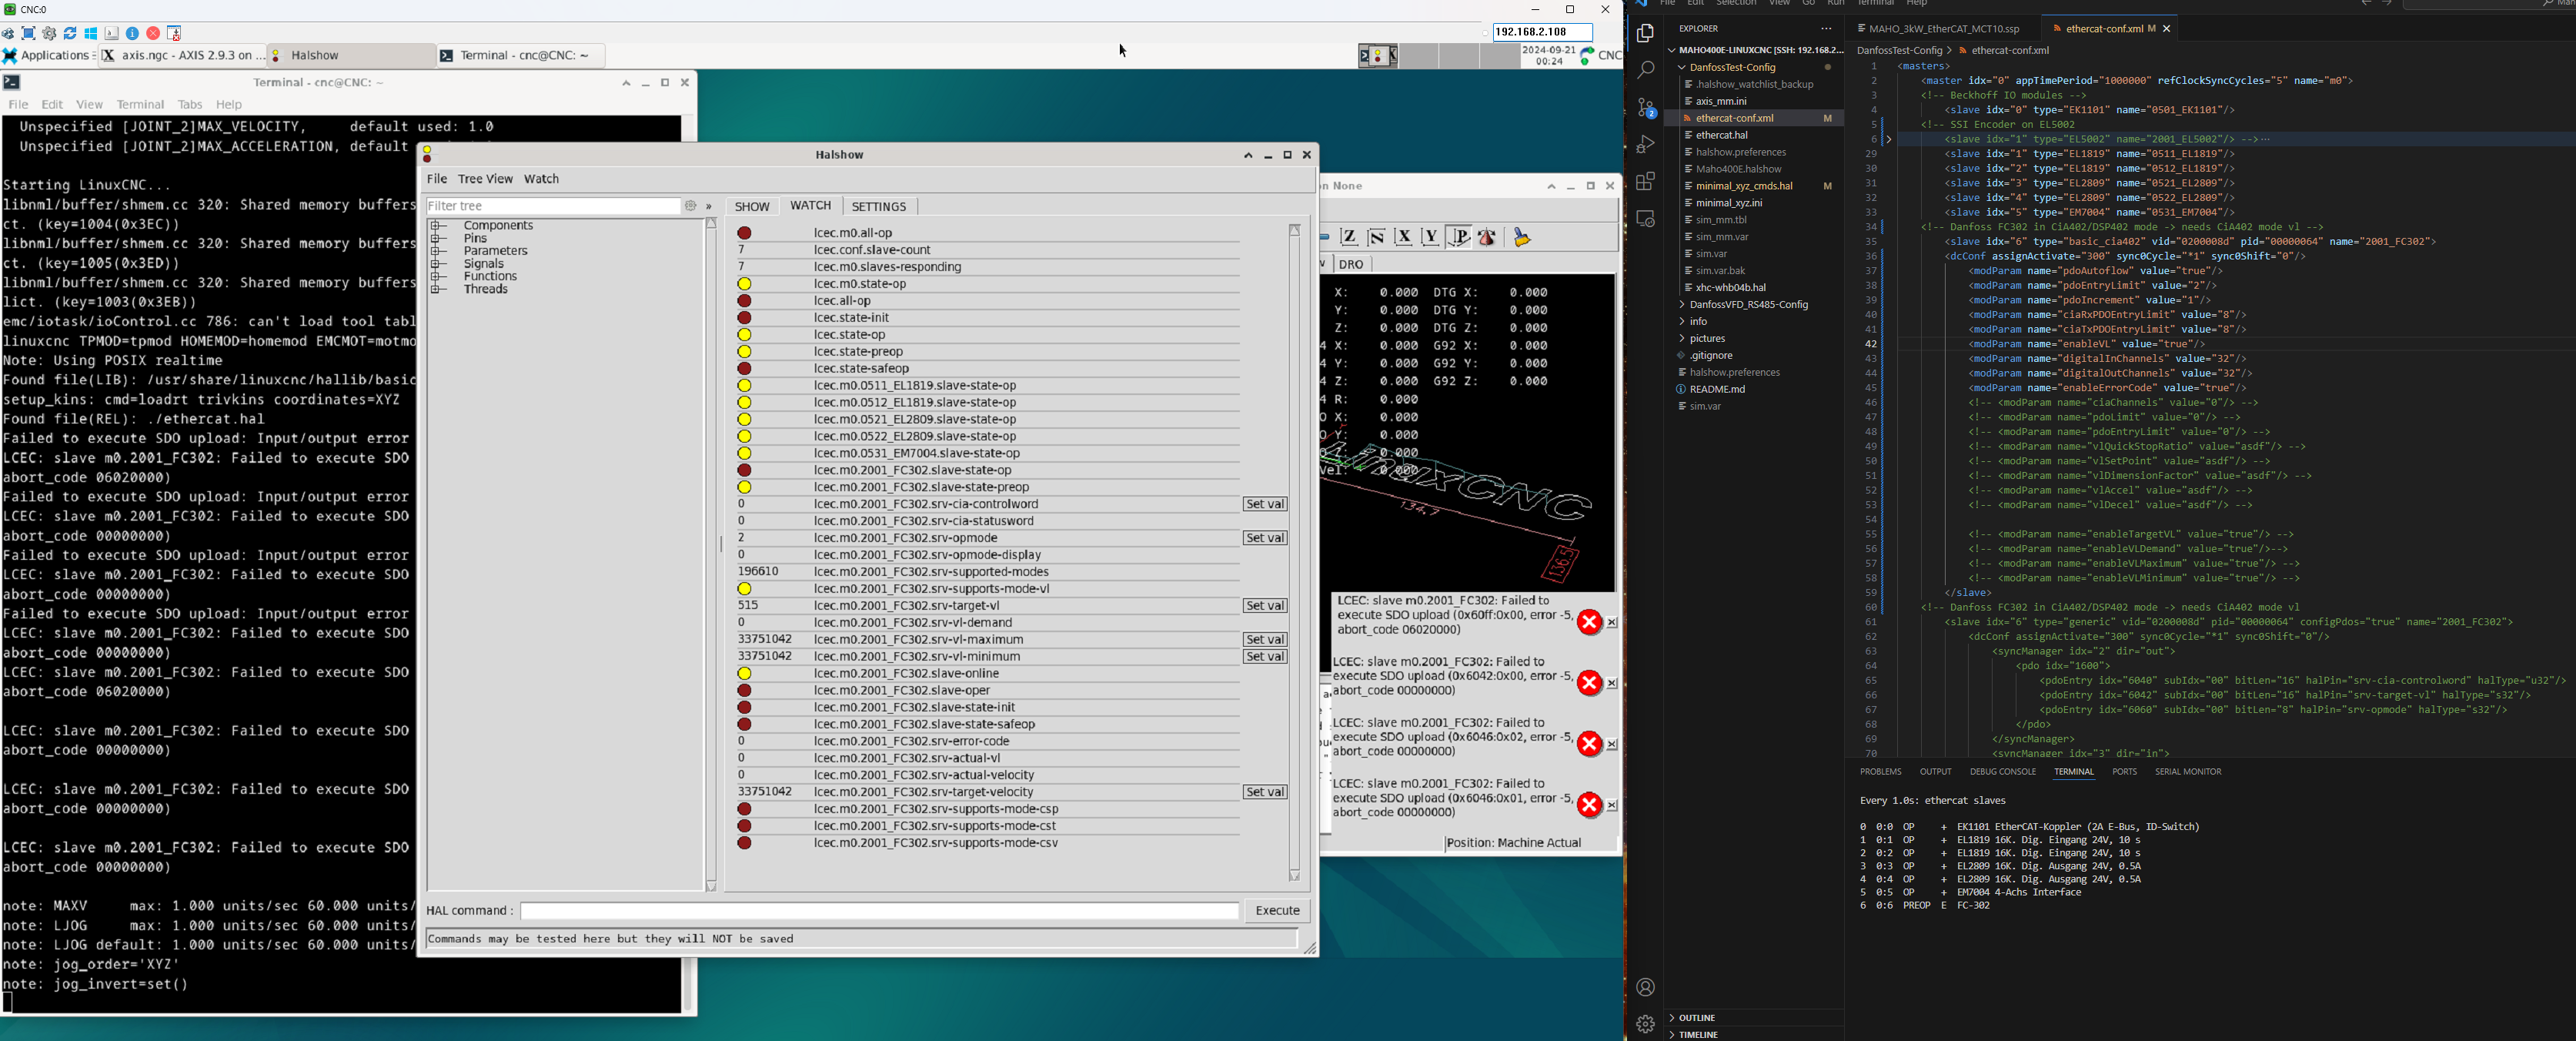 CNC:0
192.168.2.108
Applications
axis.ngc - AXIS 2.9.3 on ...
Halshow
Terminal - cnc@CNC: ~
2024-09-21
00:24
CNC
Terminal - cnc@CNC: ~
File Edit View Terminal Tabs Help
Unspecified [JOINT_2]MAX_VELOCITY, default used: 1.0
Unspecified [JOINT_2]MAX_ACCELERATION, default
Starting LinuxCNC...
libnml/buffer/shmem.cc 320: Shared memory buffers
ct. (key=1004(0x3EC))
libnml/buffer/shmem.cc 320: Shared memory buffers
ct. (key=1005(0x3ED))
libnml/buffer/shmem.cc 320: Shared memory buffers
lict. (key=1003(0x3EB))
emc/iotask/ioControl.cc 786: can't load tool tabl
linuxcnc TPMOD=tpmod HOMEMOD=homemod EMCMOT=motmo
Note: Using POSIX realtime
Found file(LIB): /usr/share/linuxcnc/hallib/basic
setup_kins: cmd=loadrt trivkins coordinates=XYZ
Found file(REL): ./ethercat.hal
Failed to execute SDO upload: Input/output error
LCEC: slave m0.2001_FC302: Failed to execute SDO
abort_code 06020000)
Failed to execute SDO upload: Input/output error
LCEC: slave m0.2001_FC302: Failed to execute SDO
abort_code 00000000)
Failed to execute SDO upload: Input/output error
LCEC: slave m0.2001_FC302: Failed to execute SDO
abort_code 00000000)
Failed to execute SDO upload: Input/output error
LCEC: slave m0.2001_FC302: Failed to execute SDO
abort_code 00000000)
LCEC: slave m0.2001_FC302: Failed to execute SDO
abort_code 06020000)
LCEC: slave m0.2001_FC302: Failed to execute SDO
abort_code 00000000)
LCEC: slave m0.2001_FC302: Failed to execute SDO
abort_code 00000000)
LCEC: slave m0.2001_FC302: Failed to execute SDO
abort_code 00000000)
note: MAXV max: 1.000 units/sec 60.000 units/
note: LJOG max: 1.000 units/sec 60.000 units/
note: LJOG default: 1.000 units/sec 60.000 units/
note: jog_order='XYZ'
note: jog_invert=set()
Halshow
File Tree View Watch
Filter tree
»
SHOW WATCH SETTINGS
Components
Pins
Parameters
Signals
Functions
Threads
lcec.m0.all-op
7 lcec.conf.slave-count
7 lcec.m0.slaves-responding
lcec.m0.state-op
lcec.all-op
lcec.state-init
lcec.state-op
lcec.state-preop
lcec.state-safeop
lcec.m0.0511_EL1819.slave-state-op
lcec.m0.0512_EL1819.slave-state-op
lcec.m0.0521_EL2809.slave-state-op
lcec.m0.0522_EL2809.slave-state-op
lcec.m0.0531_EM7004.slave-state-op
lcec.m0.2001_FC302.slave-state-op
lcec.m0.2001_FC302.slave-state-preop
0 lcec.m0.2001_FC302.srv-cia-controlword Set val
0 lcec.m0.2001_FC302.srv-cia-statusword
2 lcec.m0.2001_FC302.srv-opmode Set val
0 lcec.m0.2001_FC302.srv-opmode-display
196610 lcec.m0.2001_FC302.srv-supported-modes
lcec.m0.2001_FC302.srv-supports-mode-vl
515 lcec.m0.2001_FC302.srv-target-vl Set val
0 lcec.m0.2001_FC302.srv-vl-demand
33751042 lcec.m0.2001_FC302.srv-vl-maximum Set val
33751042 lcec.m0.2001_FC302.srv-vl-minimum Set val
lcec.m0.2001_FC302.slave-online
lcec.m0.2001_FC302.slave-oper
lcec.m0.2001_FC302.slave-state-init
lcec.m0.2001_FC302.slave-state-safeop
0 lcec.m0.2001_FC302.srv-error-code
0 lcec.m0.2001_FC302.srv-actual-vl
0 lcec.m0.2001_FC302.srv-actual-velocity
33751042 lcec.m0.2001_FC302.srv-target-velocity Set val
lcec.m0.2001_FC302.srv-supports-mode-csp
lcec.m0.2001_FC302.srv-supports-mode-cst
lcec.m0.2001_FC302.srv-supports-mode-csv
HAL command : Execute
Commands may be tested here but they will NOT be saved
n None
Z N X Y P
DRO
X: 0.000 DTG X: 0.000
Y: 0.000 DTG Y: 0.000
Z: 0.000 DTG Z: 0.000
4 X: 0.000 G92 X: 0.000
4 Y: 0.000 G92 Y: 0.000
4 Z: 0.000 G92 Z: 0.000
4 R: 0.000
O X: 0.000
O Y: 0.000
O Z: 0.000
Vel: 0.000
LinuxCNC
134.7
136.5
LCEC: slave m0.2001_FC302: Failed to
execute SDO upload (0x60ff:0x00, error -5,
abort_code 06020000)
LCEC: slave m0.2001_FC302: Failed to
execute SDO upload (0x6042:0x00, error -5,
abort_code 00000000)
LCEC: slave m0.2001_FC302: Failed to
execute SDO upload (0x6046:0x02, error -5,
abort_code 00000000)
LCEC: slave m0.2001_FC302: Failed to
execute SDO upload (0x6046:0x01, error -5,
abort_code 00000000)
Position: Machine Actual
File Edit Selection View Go Run Terminal Help
EXPLORER ···
MAHO400E-LINUXCNC [SSH: 192.168.2...
DanfossTest-Config
.halshow_watchlist_backup
axis_mm.ini
ethercat-conf.xml M
ethercat.hal
halshow.preferences
Maho400E.halshow
minimal_xyz_cmds.hal M
minimal_xyz.ini
sim_mm.tbl
sim_mm.var
sim.var
sim.var.bak
xhc-whb04b.hal
DanfossVFD_RS485-Config
info
pictures
.gitignore
halshow.preferences
README.md
sim.var
OUTLINE
TIMELINE
2
MAHO_3kW_EtherCAT_MCT10.ssp
ethercat-conf.xml M
DanfossTest-Config > ethercat-conf.xml
1 <masters>
2 <master idx="0" appTimePeriod="1000000" refClockSyncCycles="5" name="m0">
3 <!-- Beckhoff IO modules -->
4 <slave idx="0" type="EK1101" name="0501_EK1101"/>
5 <!-- SSI Encoder on EL5002
6 <slave idx="1" type="EL5002" name="2001_EL5002"/> -->···
29 <slave idx="1" type="EL1819" name="0511_EL1819"/>
30 <slave idx="2" type="EL1819" name="0512_EL1819"/>
31 <slave idx="3" type="EL2809" name="0521_EL2809"/>
32 <slave idx="4" type="EL2809" name="0522_EL2809"/>
33 <slave idx="5" type="EM7004" name="0531_EM7004"/>
34 <!-- Danfoss FC302 in CiA402/DSP402 mode -> needs CiA402 mode vl -->
35 <slave idx="6" type="basic_cia402" vid="0200008d" pid="00000064" name="2001_FC302">
36 <dcConf assignActivate="300" sync0Cycle="*1" sync0Shift="0"/>
37 <modParam name="pdoAutoflow" value="true"/>
38 <modParam name="pdoEntryLimit" value="2"/>
39 <modParam name="pdoIncrement" value="1"/>
40 <modParam name="ciaRxPDOEntryLimit" value="8"/>
41 <modParam name="ciaTxPDOEntryLimit" value="8"/>
42 <modParam name="enableVL" value="true"/>
43 <modParam name="digitalInChannels" value="32"/>
44 <modParam name="digitalOutChannels" value="32"/>
45 <modParam name="enableErrorCode" value="true"/>
46 <!-- <modParam name="ciaChannels" value="0"/> -->
47 <!-- <modParam name="pdoLimit" value="0"/> -->
48 <!-- <modParam name="pdoEntryLimit" value="0"/> -->
49 <!-- <modParam name="vlQuickStopRatio" value="asdf"/> -->
50 <!-- <modParam name="vlSetPoint" value="asdf"/> -->
51 <!-- <modParam name="vlDimensionFactor" value="asdf"/> -->
52 <!-- <modParam name="vlAccel" value="asdf"/> -->
53 <!-- <modParam name="vlDecel" value="asdf"/> -->
54
55 <!-- <modParam name="enableTargetVL" value="true"/> -->
56 <!-- <modParam name="enableVLDemand" value="true"/>-->
57 <!-- <modParam name="enableVLMaximum" value="true"/> -->
58 <!-- <modParam name="enableVLMinimum" value="true"/> -->
59 </slave>
60 <!-- Danfoss FC302 in CiA402/DSP402 mode -> needs CiA402 mode vl
61 <slave idx="6" type="generic" vid="0200008d" pid="00000064" configPdos="true" name="2001_FC302">
62 <dcConf assignActivate="300" sync0Cycle="*1" sync0Shift="0"/>
63 <syncManager idx="2" dir="out">
64 <pdo idx="1600">
65 <pdoEntry idx="6040" subIdx="00" bitLen="16" halPin="srv-cia-controlword" halType="u32"/>
66 <pdoEntry idx="6042" subIdx="00" bitLen="16" halPin="srv-target-vl" halType="s32"/>
67 <pdoEntry idx="6060" subIdx="00" bitLen="8" halPin="srv-opmode" halType="s32"/>
68 </pdo>
69 </syncManager>
70 <syncManager idx="3" dir="in">
PROBLEMS OUTPUT DEBUG CONSOLE TERMINAL PORTS SERIAL MONITOR
Every 1.0s: ethercat slaves
0 0:0 OP + EK1101 EtherCAT-Koppler (2A E-Bus, ID-Switch)
1 0:1 OP + EL1819 16K. Dig. Eingang 24V, 10 s
2 0:2 OP + EL1819 16K. Dig. Eingang 24V, 10 s
3 0:3 OP + EL2809 16K. Dig. Ausgang 24V, 0.5A
4 0:4 OP + EL2809 16K. Dig. Ausgang 24V, 0.5A
5 0:5 OP + EM7004 4-Achs Interface
6 0:6 PREOP E FC-302